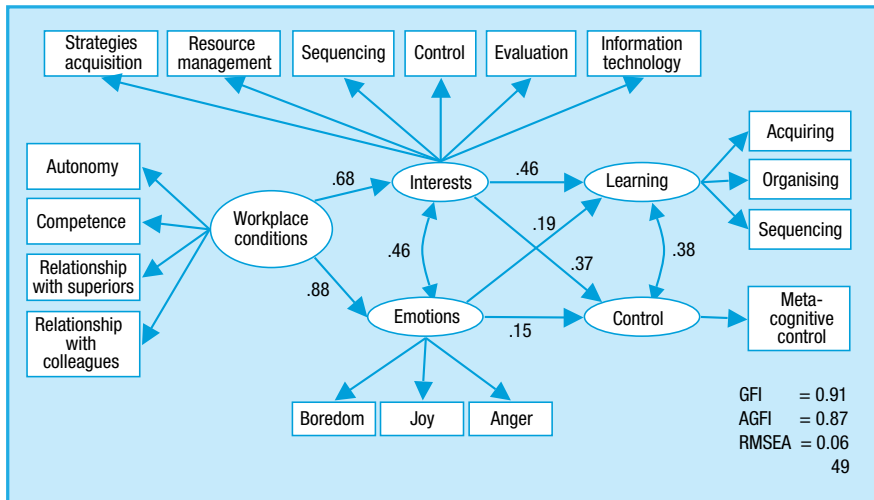 Strategies
acquisition
Resource
management
Sequencing
Control
Evaluation
Information
technology
Autonomy
Competence
Relationship
with superiors
Relationship
with
colleagues
Workplace
conditions
.68
.88
Interests
.46
.46
Emotions
.19
.37
.15
Learning
.38
Control
Acquiring
Organising
Sequencing
Meta-
cognitive
control
Boredom
Joy
Anger
GFI = 0.91
AGFI = 0.87
RMSEA = 0.06
49